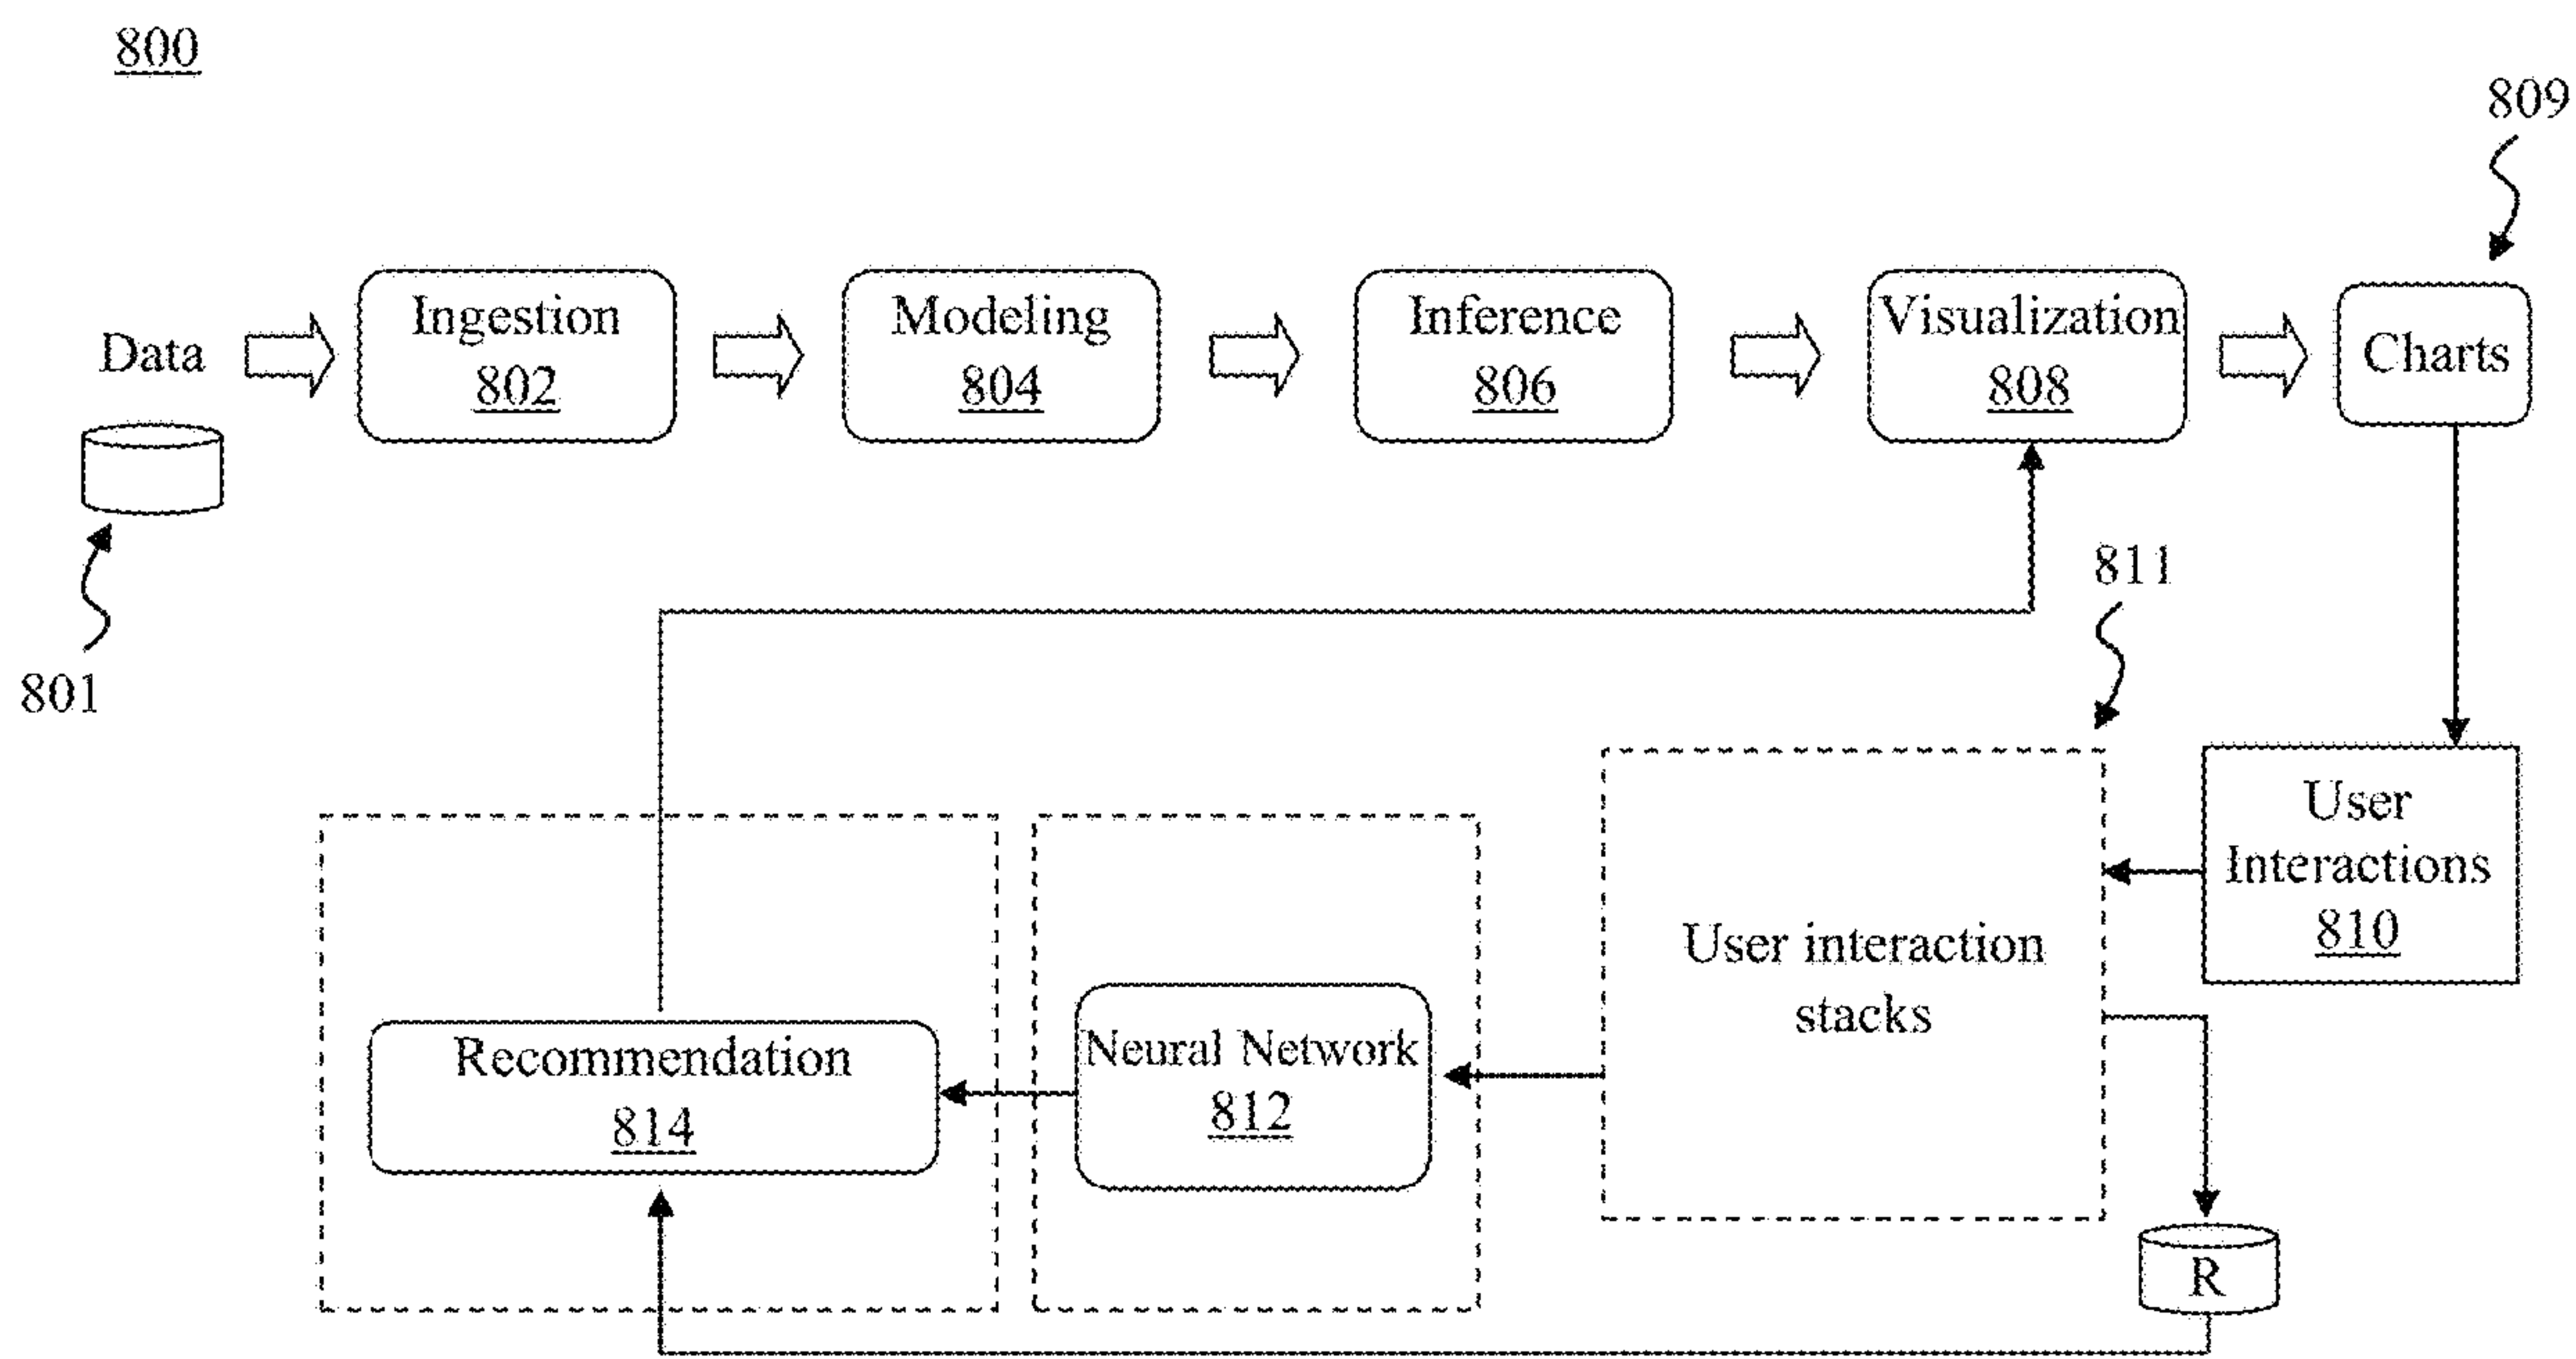 800
809
Data
Ingestion
802
Modeling
804
Inference
806
Visualization
808
Charts
801
811
User
Interactions
810
User interaction
stacks
Neural Network
812
Recommendation
814
R